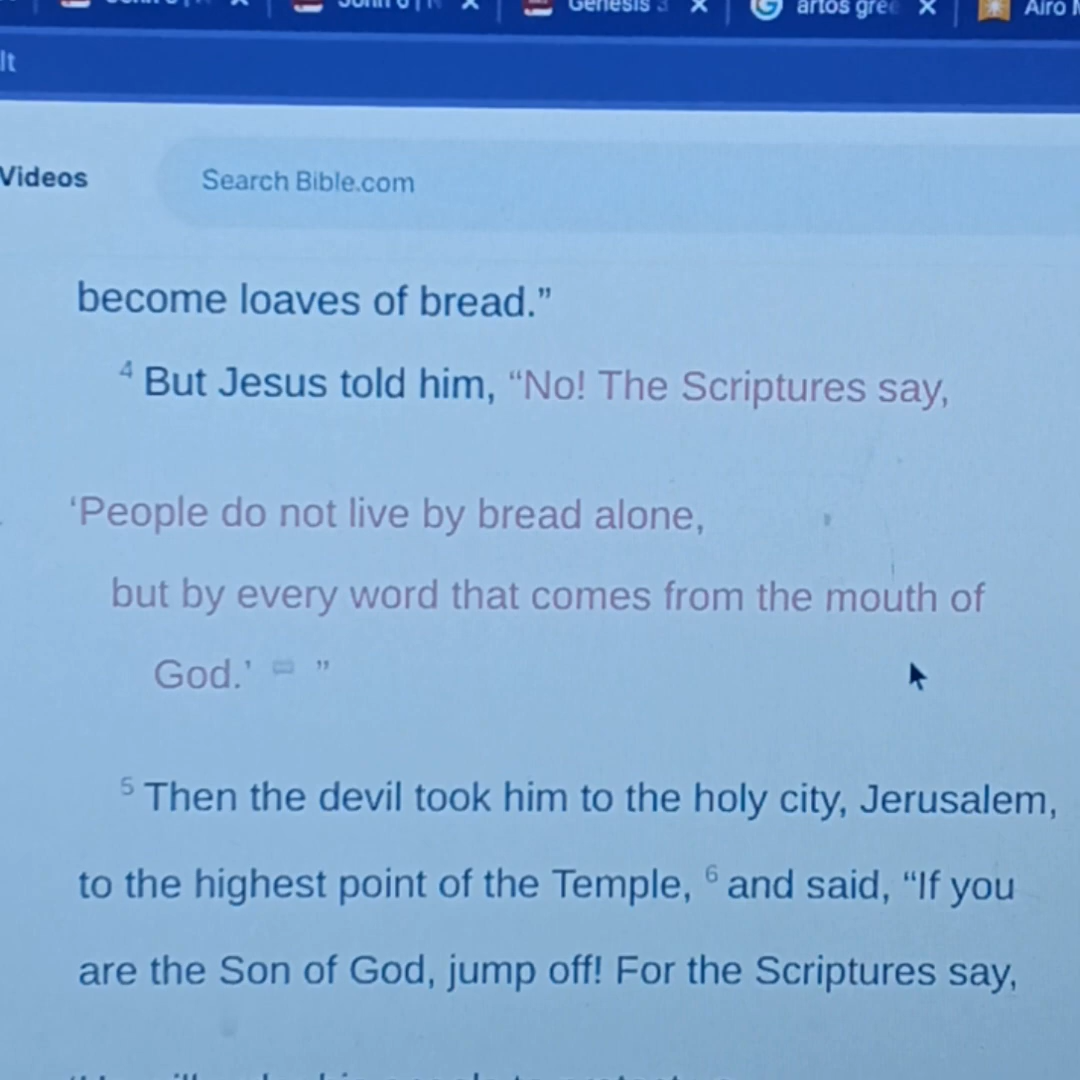 Genesis 3
artos gree
Airo
lt
Videos
Search Bible.com
become loaves of bread.”
4 But Jesus told him, “No! The Scriptures say,
‘People do not live by bread alone,
but by every word that comes from the mouth of
God.’ ”
5 Then the devil took him to the holy city, Jerusalem,
to the highest point of the Temple, 6 and said, “If you
are the Son of God, jump off! For the Scriptures say,